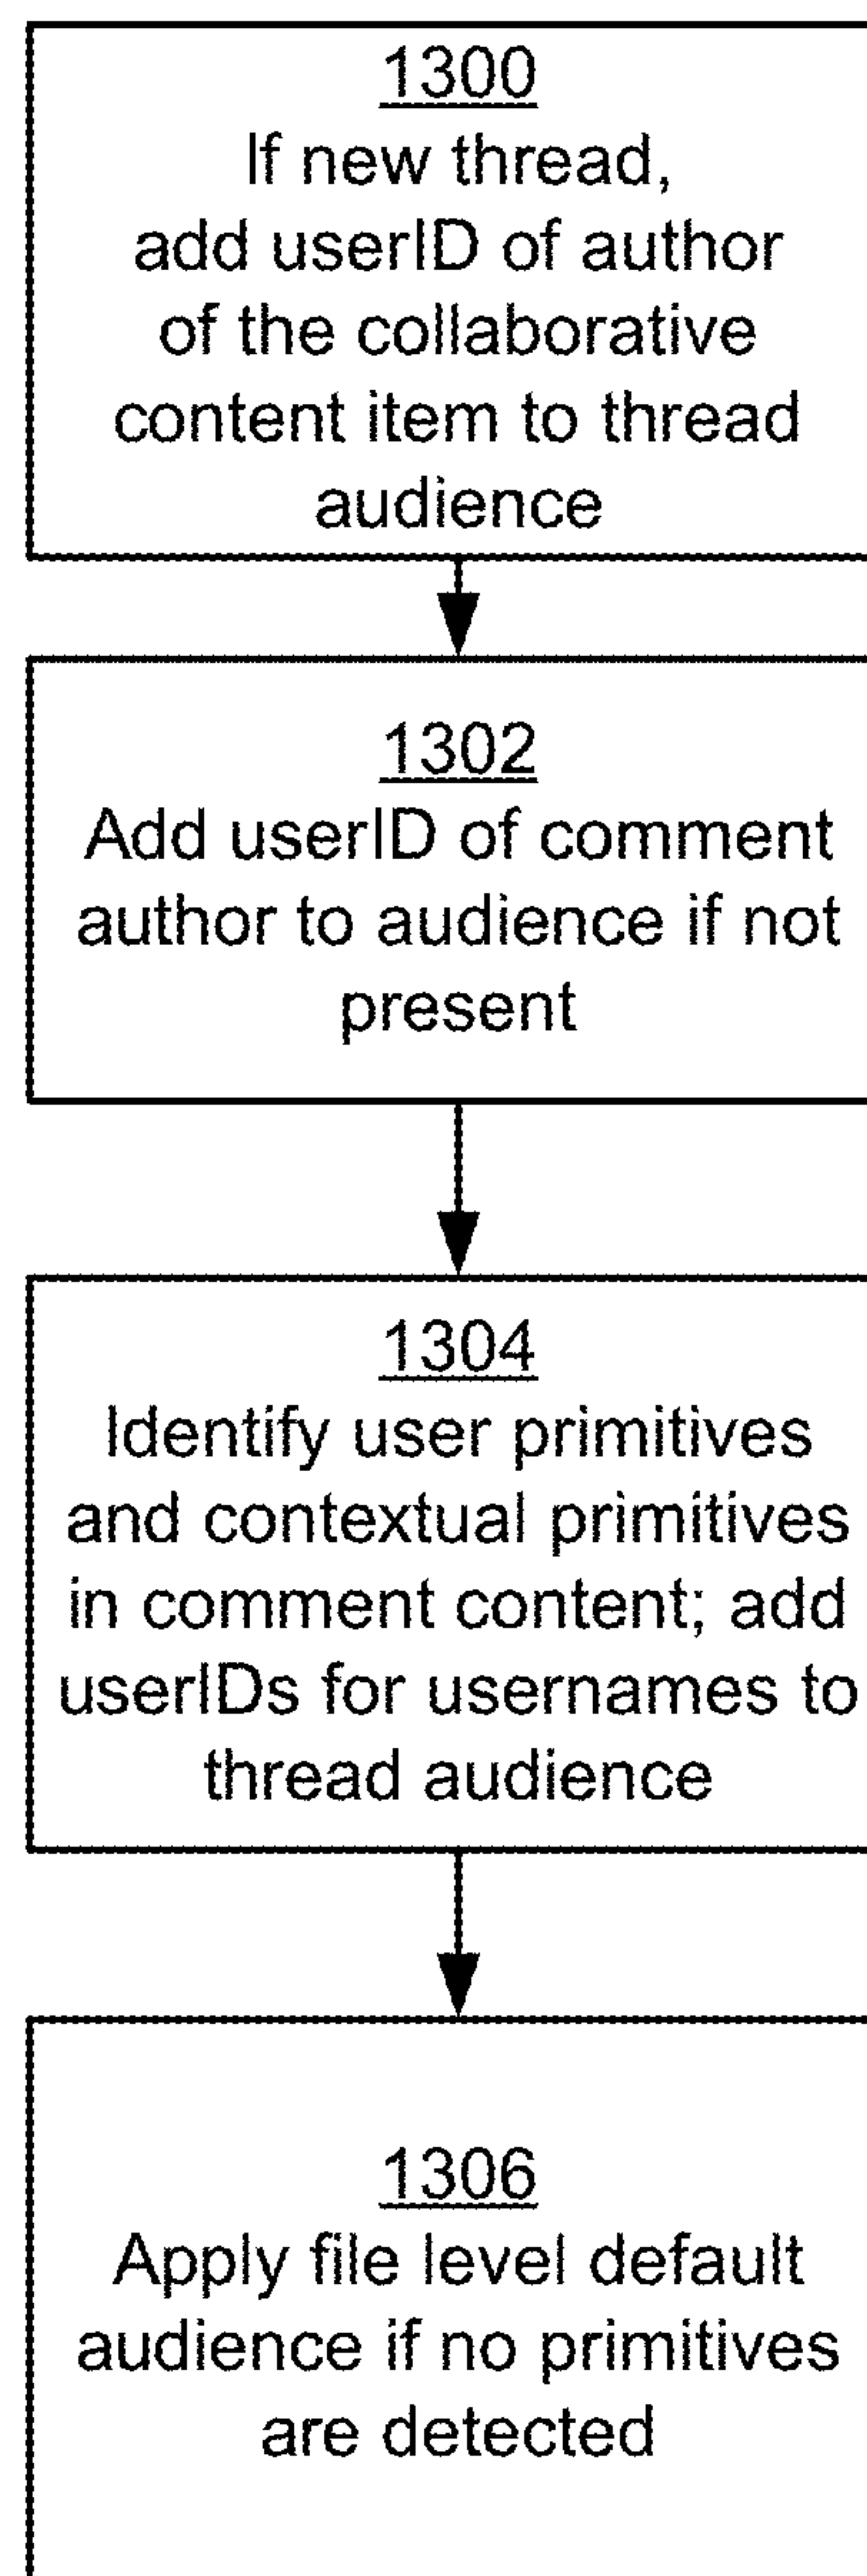 1300
If new thread,
add userID of author
of the collaborative
content item to thread
audience
1302
Add userID of comment
author to audience if not
present
1304
Identify user primitives
and contextual primitives
in comment content; add
userIDs for usernames to
thread audience
1306
Apply file level default
audience if no primitives
are detected